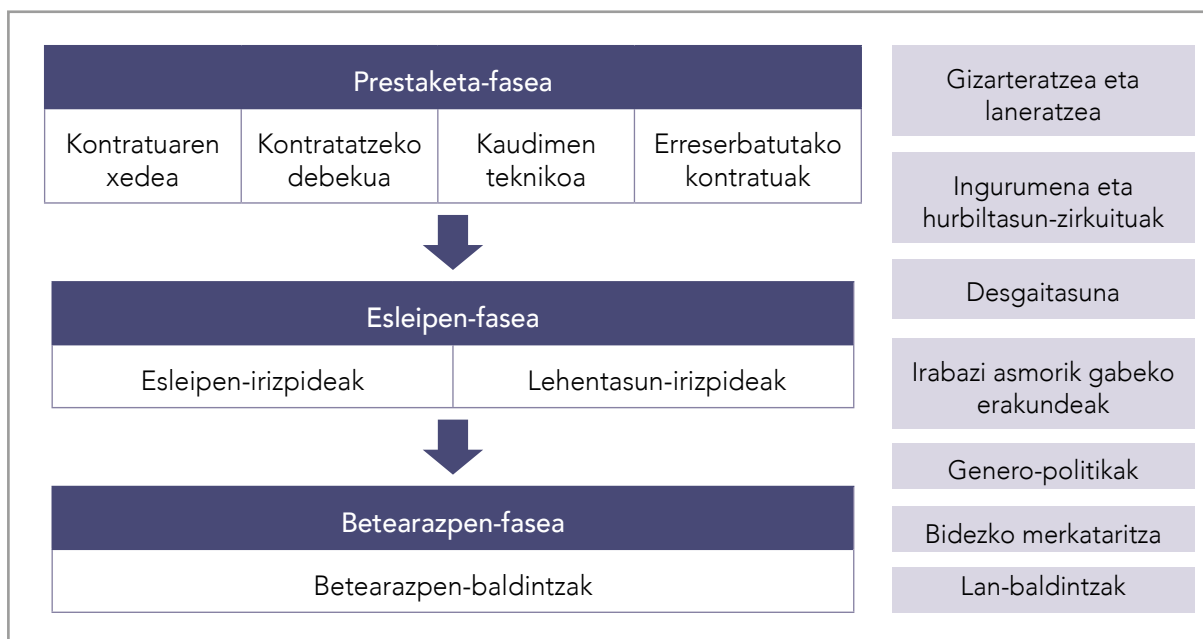 Prestaketa-fasea
Kontratuaren
xedea
Kontratatzeko
debekua
Kaudimen
teknikoa
Erreserbatutako
kontratuak
Esleipen-fasea
Esleipen-irizpideak
Lehentasun-irizpideak
Betearazpen-fasea
Betearazpen-baldintzak
Gizarteratzea eta
laneratzea
Ingurumena eta
hurbiltasun-zirkuituak
Desgaitasuna
Irabazi asmorik gabeko
erakundeak
Genero-politikak
Bidezko merkataritza
Lan-baldintzak